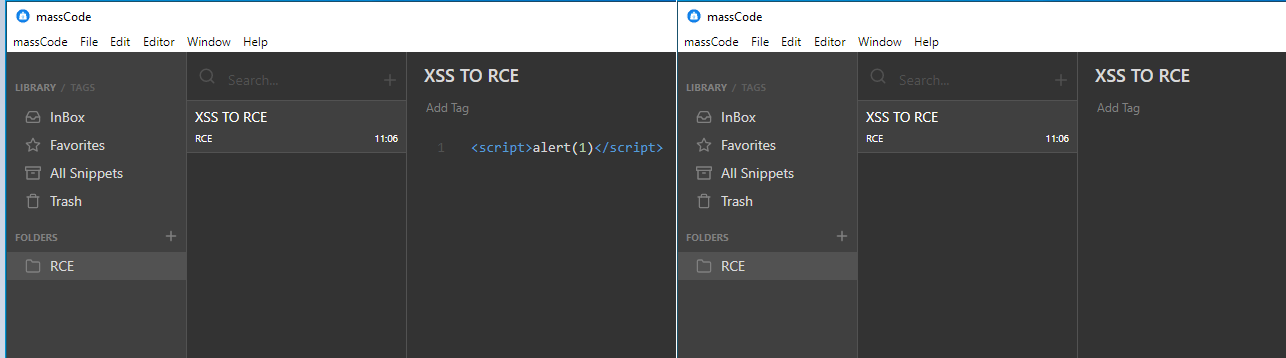 massCode
massCode File Edit Editor Window Help
LIBRARY / TAGS
InBox
Favorites
All Snippets
Trash
FOLDERS +
RCE
Search... +
XSS TO RCE
RCE 11:06
XSS TO RCE
Add Tag
1 <script>alert(1)</script>
massCode
massCode File Edit Editor Window Help
LIBRARY / TAGS
InBox
Favorites
All Snippets
Trash
FOLDERS +
RCE
Search... +
XSS TO RCE
RCE 11:06
XSS TO RCE
Add Tag